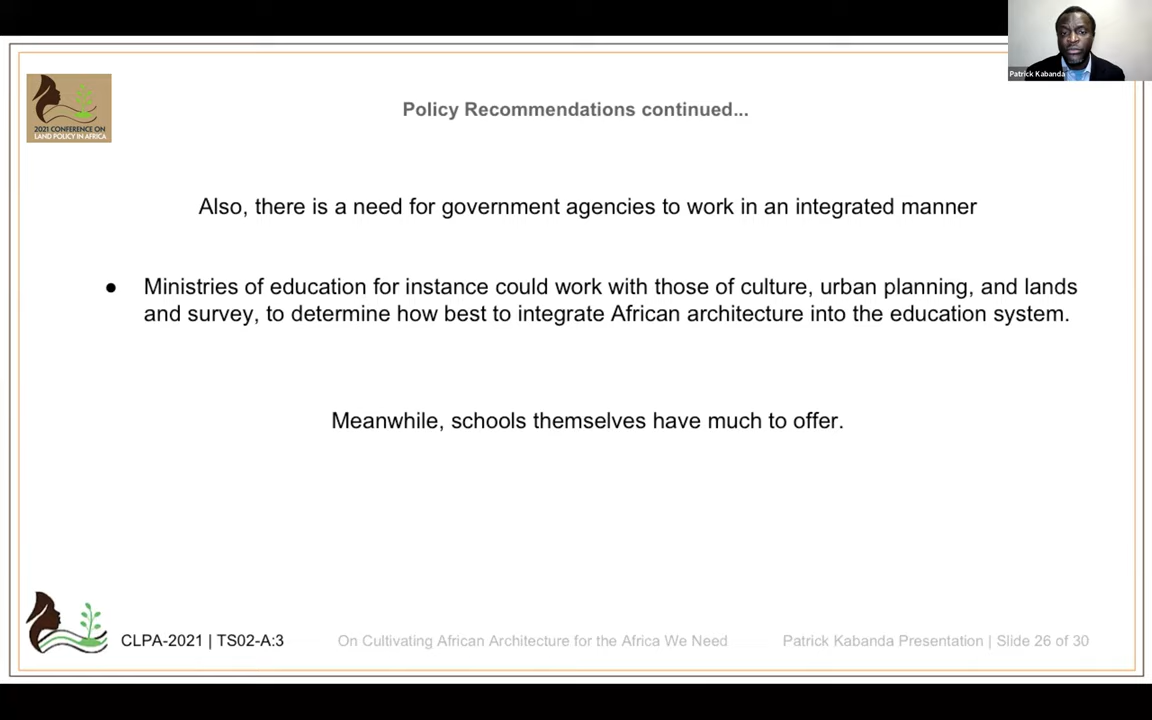 Patrick Kabanda
2021 CONFERENCE ON
LAND POLICY IN AFRICA
Policy Recommendations continued...
Also, there is a need for government agencies to work in an integrated manner
● Ministries of education for instance could work with those of culture, urban planning, and lands
and survey, to determine how best to integrate African architecture into the education system.
Meanwhile, schools themselves have much to offer.
CLPA-2021 | TS02-A:3 On Cultivating African Architecture for the Africa We Need Patrick Kabanda Presentation | Slide 26 of 30